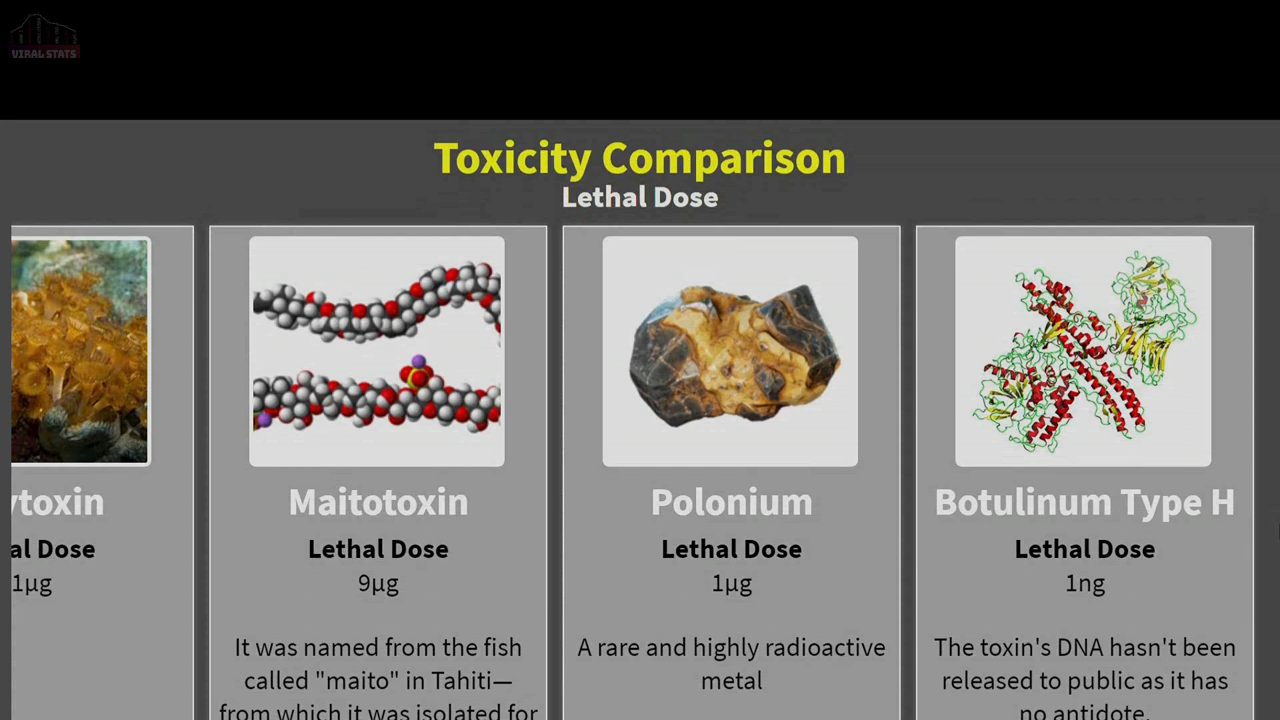 VIRAL STATS
Toxicity Comparison
Lethal Dose
ytoxin
al Dose
1µg
Maitotoxin
Lethal Dose
9µg
It was named from the fish
called "maito" in Tahiti—
from which it was isolated for
Polonium
Lethal Dose
1µg
A rare and highly radioactive
metal
Botulinum Type H
Lethal Dose
1ng
The toxin's DNA hasn't been
released to public as it has
no antidote.